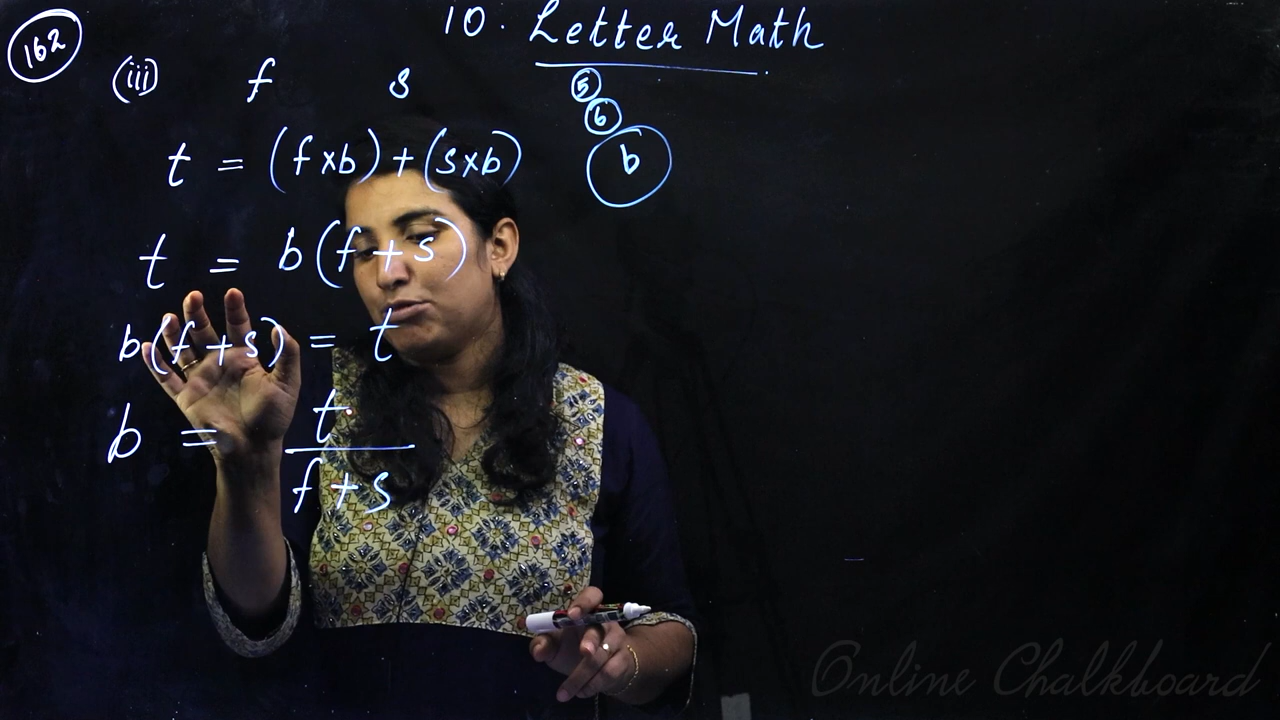 162
10. Letter Math
(iii) f s
5
6
b
t = (f×b)+(s×b)
t = b(f+s)
b(f+s) = t
b = t
f+s
Online Chalkboard